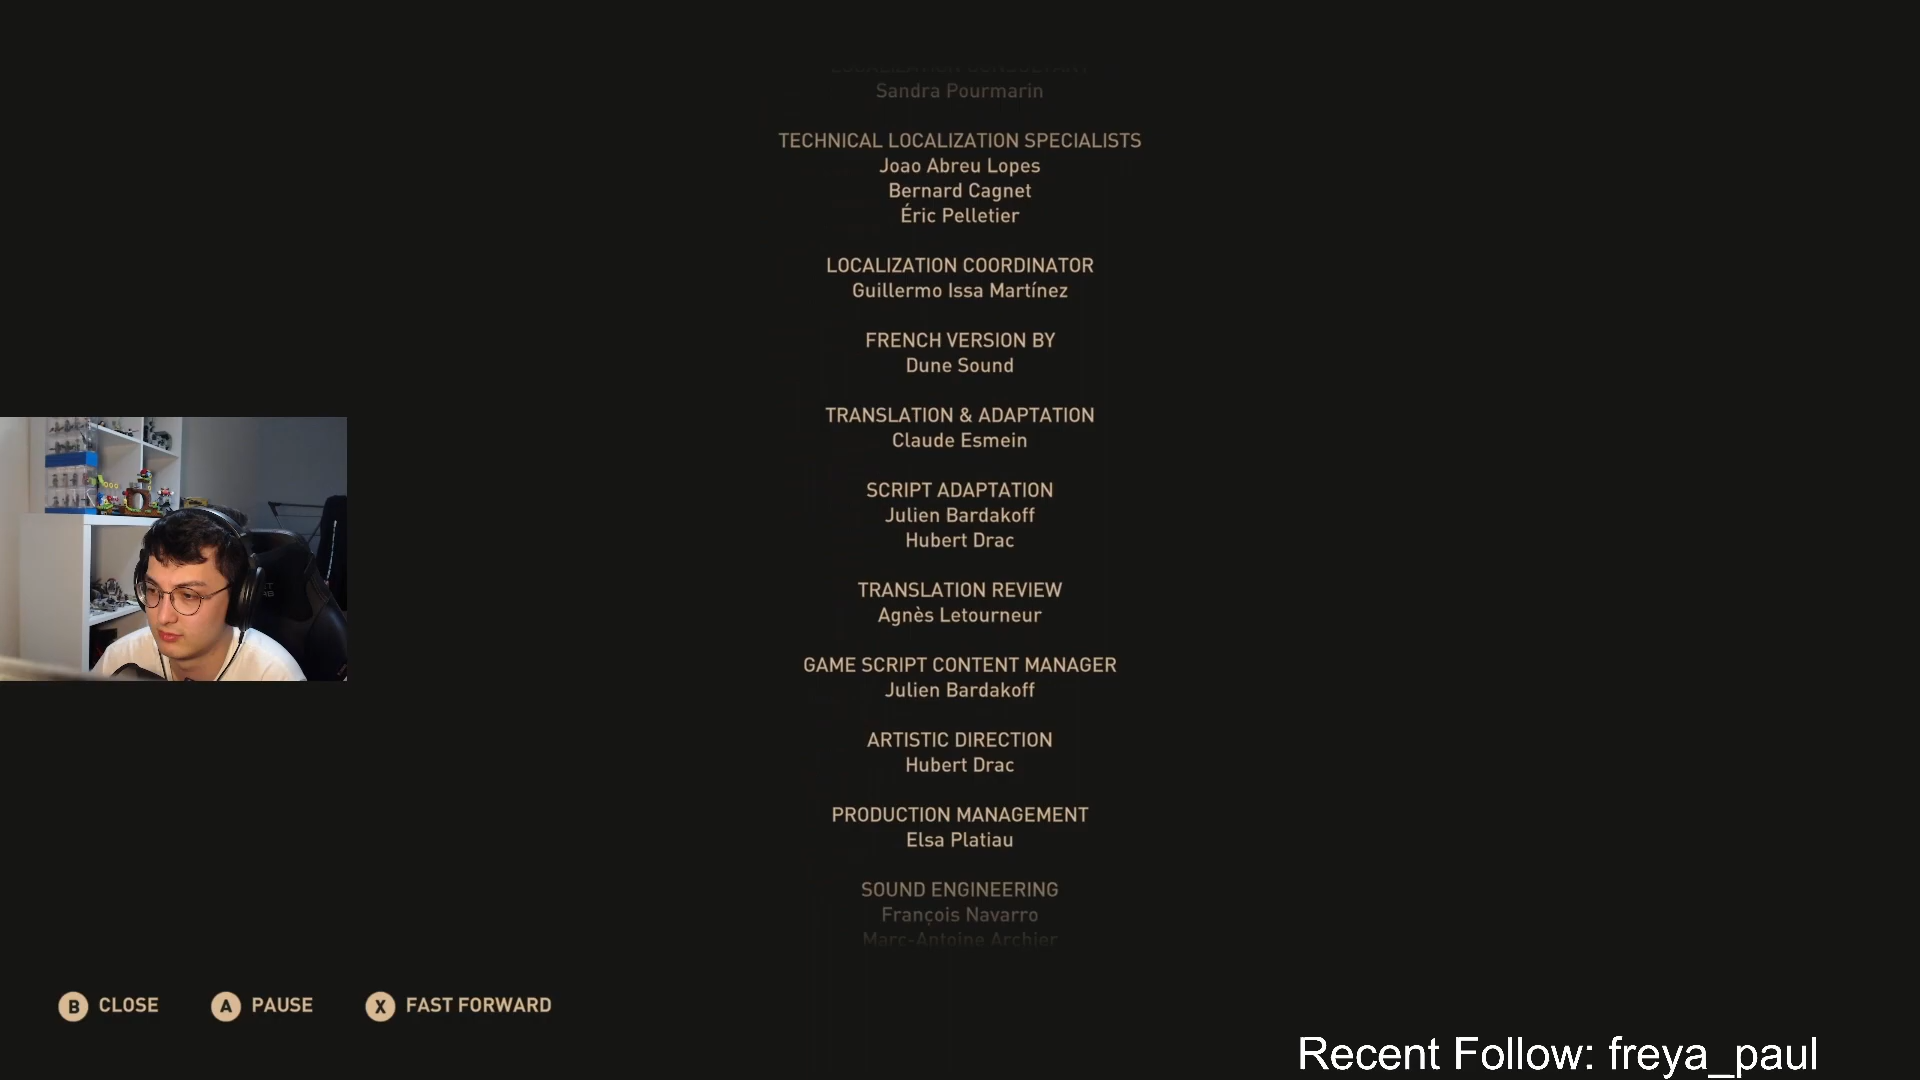 Sandra Pourmarin
TECHNICAL LOCALIZATION SPECIALISTS
Joao Abreu Lopes
Bernard Cagnet
Éric Pelletier
LOCALIZATION COORDINATOR
Guillermo Issa Martínez
FRENCH VERSION BY
Dune Sound
TRANSLATION & ADAPTATION
Claude Esmein
SCRIPT ADAPTATION
Julien Bardakoff
Hubert Drac
TRANSLATION REVIEW
Agnès Letourneur
GAME SCRIPT CONTENT MANAGER
Julien Bardakoff
ARTISTIC DIRECTION
Hubert Drac
PRODUCTION MANAGEMENT
Elsa Platiau
SOUND ENGINEERING
François Navarro
Marc-Antoine Archier
B CLOSE A PAUSE X FAST FORWARD
Recent Follow: freya_paul